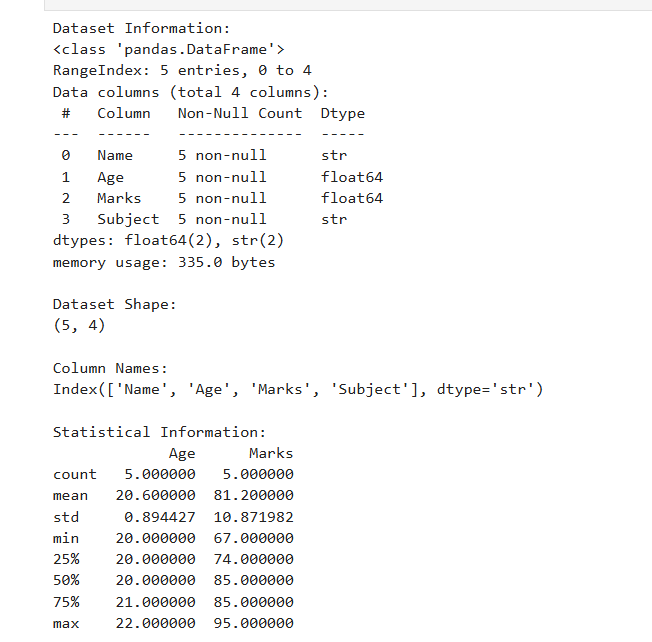 Dataset Information:
<class 'pandas.DataFrame'>
RangeIndex: 5 entries, 0 to 4
Data columns (total 4 columns):
 #   Column   Non-Null Count  Dtype
---  ------   --------------  -----
 0   Name     5 non-null      str
 1   Age      5 non-null      float64
 2   Marks    5 non-null      float64
 3   Subject  5 non-null      str
dtypes: float64(2), str(2)
memory usage: 335.0 bytes

Dataset Shape:
(5, 4)

Column Names:
Index(['Name', 'Age', 'Marks', 'Subject'], dtype='str')

Statistical Information:
             Age      Marks
count   5.000000   5.000000
mean   20.600000  81.200000
std     0.894427  10.871982
min    20.000000  67.000000
25%    20.000000  74.000000
50%    20.000000  85.000000
75%    21.000000  85.000000
max    22.000000  95.000000